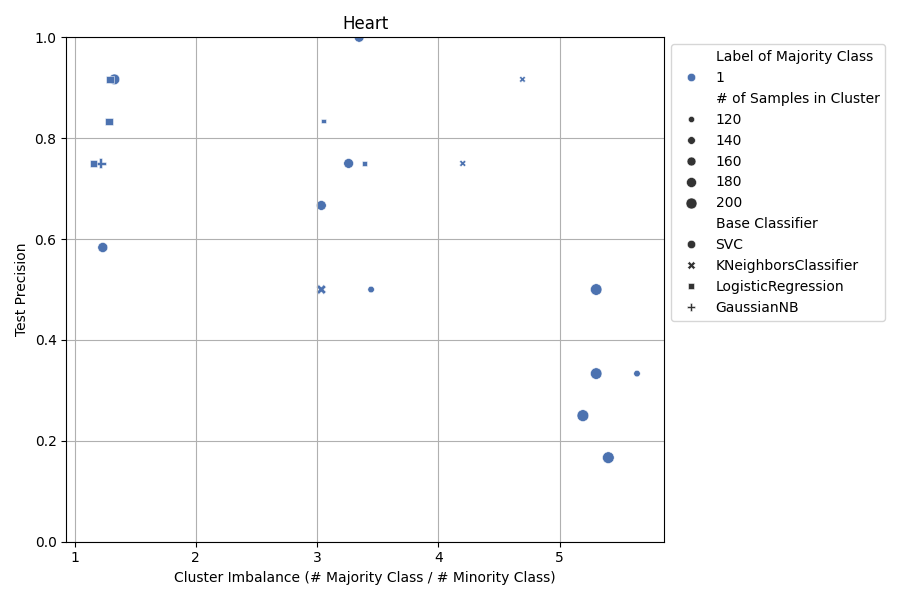 Heart
1.0
0.8
0.6
0.4
0.2
0.0
Test Precision
1
2
3
4
5
Cluster Imbalance (# Majority Class / # Minority Class)
Label of Majority Class
1
# of Samples in Cluster
120
140
160
180
200
Base Classifier
SVC
KNeighborsClassifier
LogisticRegression
GaussianNB